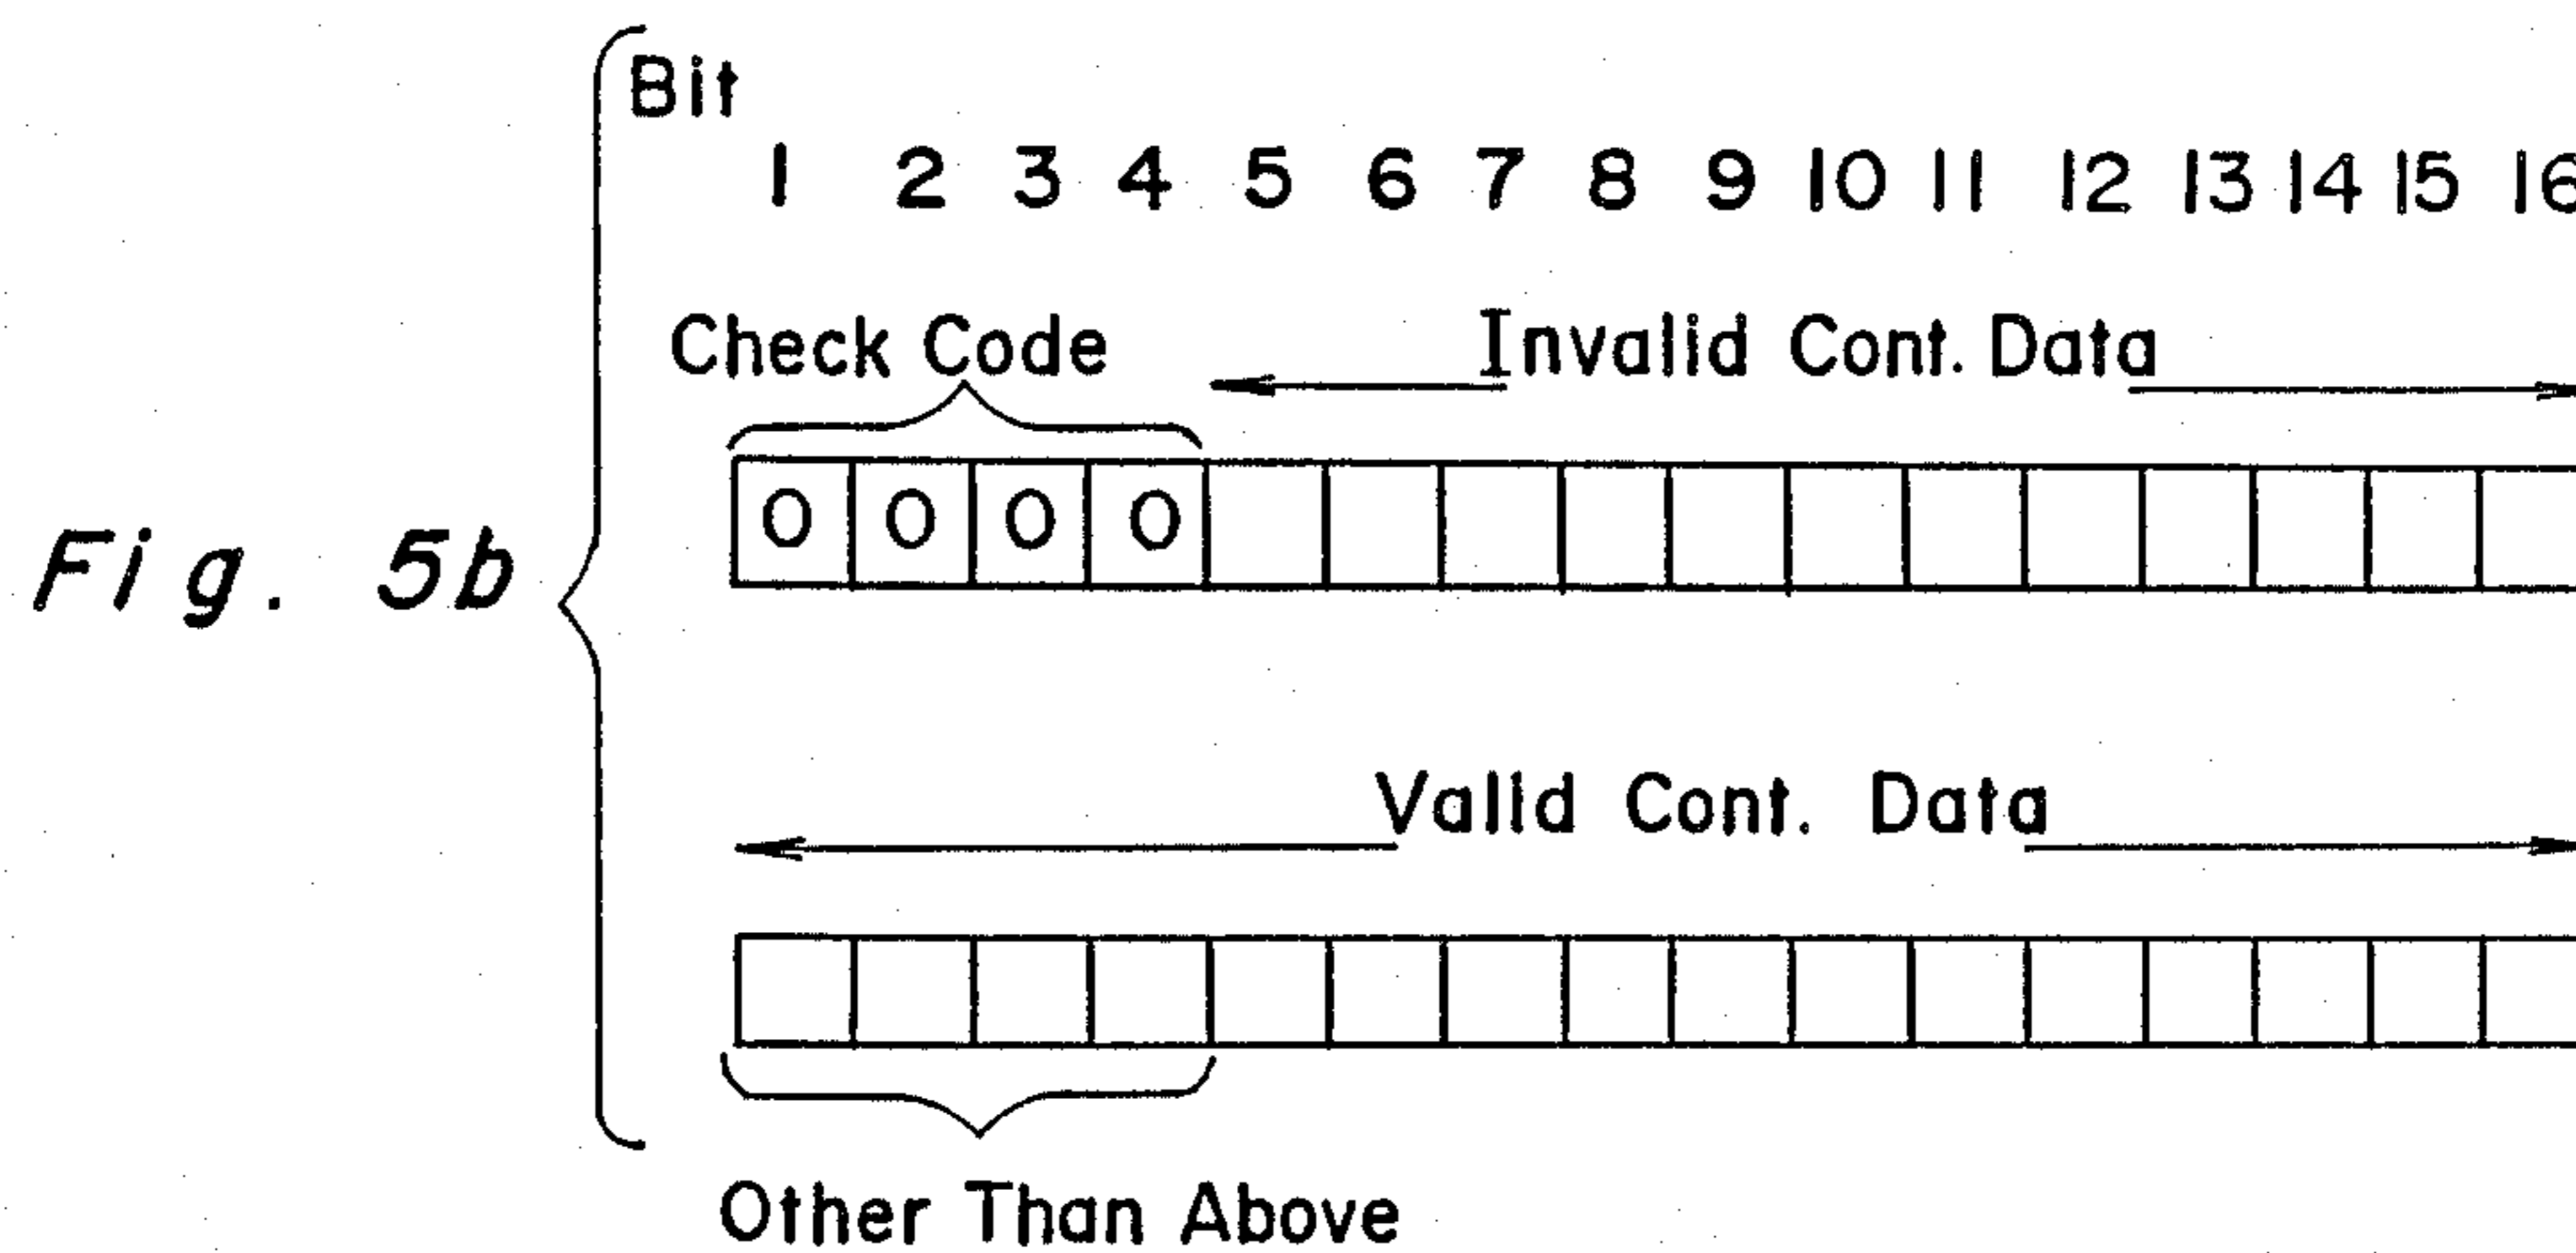 Bit
1 2 3 4 5 6 7 8 9 10 11 12 13 14 15 16
Check Code
Invalid Cont. Data
0 0 0 0
Fig. 5b
Valid Cont. Data
Other Than Above